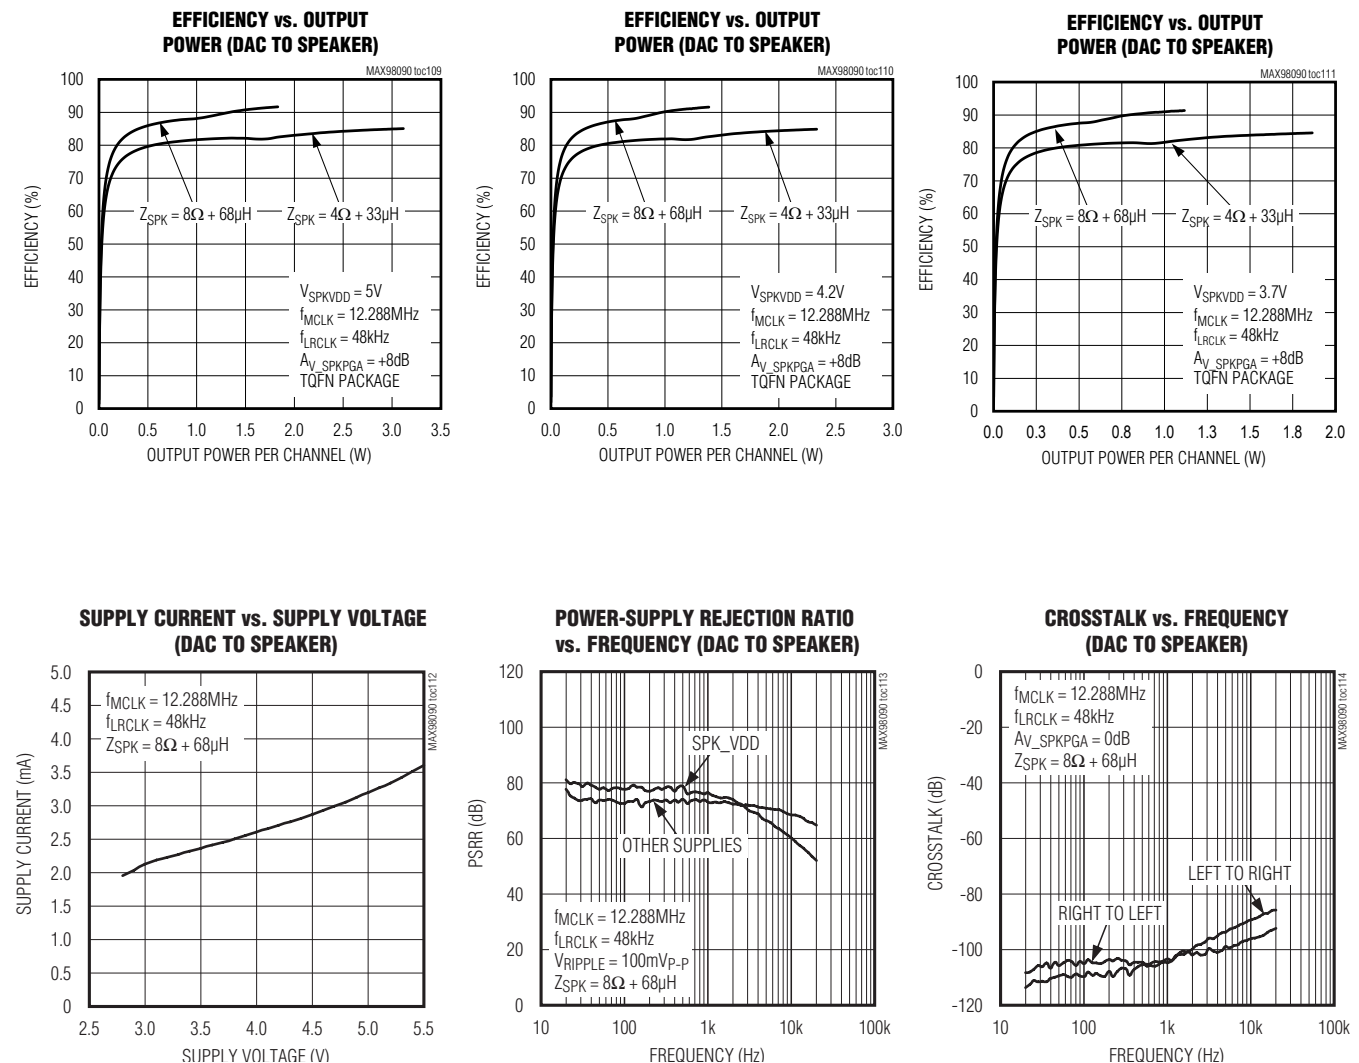 EFFICIENCY vs. OUTPUT
POWER (DAC TO SPEAKER)
MAX98090 toc109
EFFICIENCY (%)
100
90
80
70
60
50
40
30
20
10
0
ZSPK = 8Ω + 68µH
ZSPK = 4Ω + 33µH
VSPKVDD = 5V
fMCLK = 12.288MHz
fLRCLK = 48kHz
AV_SPKPGA = +8dB
TQFN PACKAGE
0.0 0.5 1.0 1.5 2.0 2.5 3.0 3.5
OUTPUT POWER PER CHANNEL (W)
EFFICIENCY vs. OUTPUT
POWER (DAC TO SPEAKER)
MAX98090 toc110
EFFICIENCY (%)
100
90
80
70
60
50
40
30
20
10
0
ZSPK = 8Ω + 68µH
ZSPK = 4Ω + 33µH
VSPKVDD = 4.2V
fMCLK = 12.288MHz
fLRCLK = 48kHz
AV_SPKPGA = +8dB
TQFN PACKAGE
0.0 0.5 1.0 1.5 2.0 2.5 3.0
OUTPUT POWER PER CHANNEL (W)
EFFICIENCY vs. OUTPUT
POWER (DAC TO SPEAKER)
MAX98090 toc111
EFFICIENCY (%)
100
90
80
70
60
50
40
30
20
10
0
ZSPK = 8Ω + 68µH
ZSPK = 4Ω + 33µH
VSPKVDD = 3.7V
fMCLK = 12.288MHz
fLRCLK = 48kHz
AV_SPKPGA = +8dB
TQFN PACKAGE
0.0 0.3 0.5 0.8 1.0 1.3 1.5 1.8 2.0
OUTPUT POWER PER CHANNEL (W)
SUPPLY CURRENT vs. SUPPLY VOLTAGE
(DAC TO SPEAKER)
MAX98090 toc112
SUPPLY CURRENT (mA)
5.0
4.5
4.0
3.5
3.0
2.5
2.0
1.5
1.0
0.5
0
fMCLK = 12.288MHz
fLRCLK = 48kHz
ZSPK = 8Ω + 68µH
2.5 3.0 3.5 4.0 4.5 5.0 5.5
SUPPLY VOLTAGE (V)
POWER-SUPPLY REJECTION RATIO
vs. FREQUENCY (DAC TO SPEAKER)
MAX98090 toc113
PSRR (dB)
120
100
80
60
40
20
0
SPK_VDD
OTHER SUPPLIES
fMCLK = 12.288MHz
fLRCLK = 48kHz
VRIPPLE = 100mVP-P
ZSPK = 8Ω + 68µH
10 100 1k 10k 100k
FREQUENCY (Hz)
CROSSTALK vs. FREQUENCY
(DAC TO SPEAKER)
MAX98090 toc114
CROSSTALK (dB)
0
-20
-40
-60
-80
-100
-120
fMCLK = 12.288MHz
fLRCLK = 48kHz
AV_SPKPGA = 0dB
ZSPK = 8Ω + 68µH
LEFT TO RIGHT
RIGHT TO LEFT
10 100 1k 10k 100k
FREQUENCY (Hz)